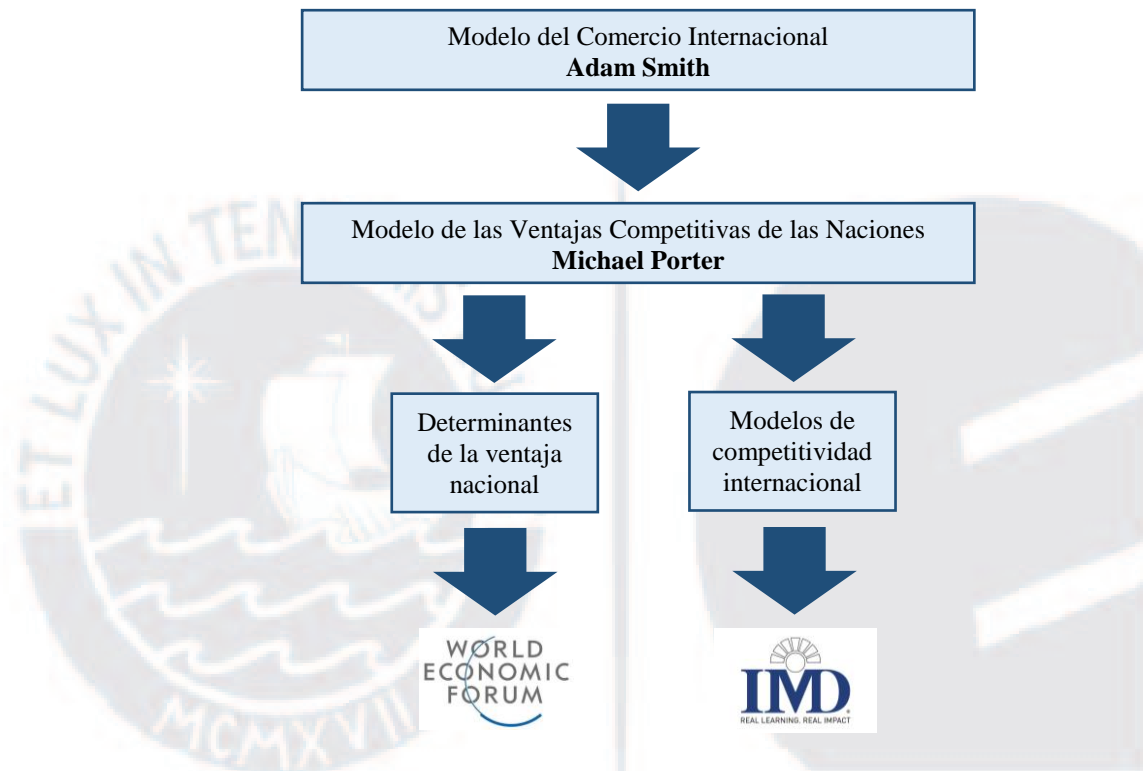 Modelo del Comercio Internacional
Adam Smith
Modelo de las Ventajas Competitivas de las Naciones
Michael Porter
Determinantes
de la ventaja
nacional
Modelos de
competitividad
internacional
WORLD
ECONOMIC
FORUM
IMD
REAL LEARNING. REAL IMPACT
ET LUX IN TEN
MCMXVII